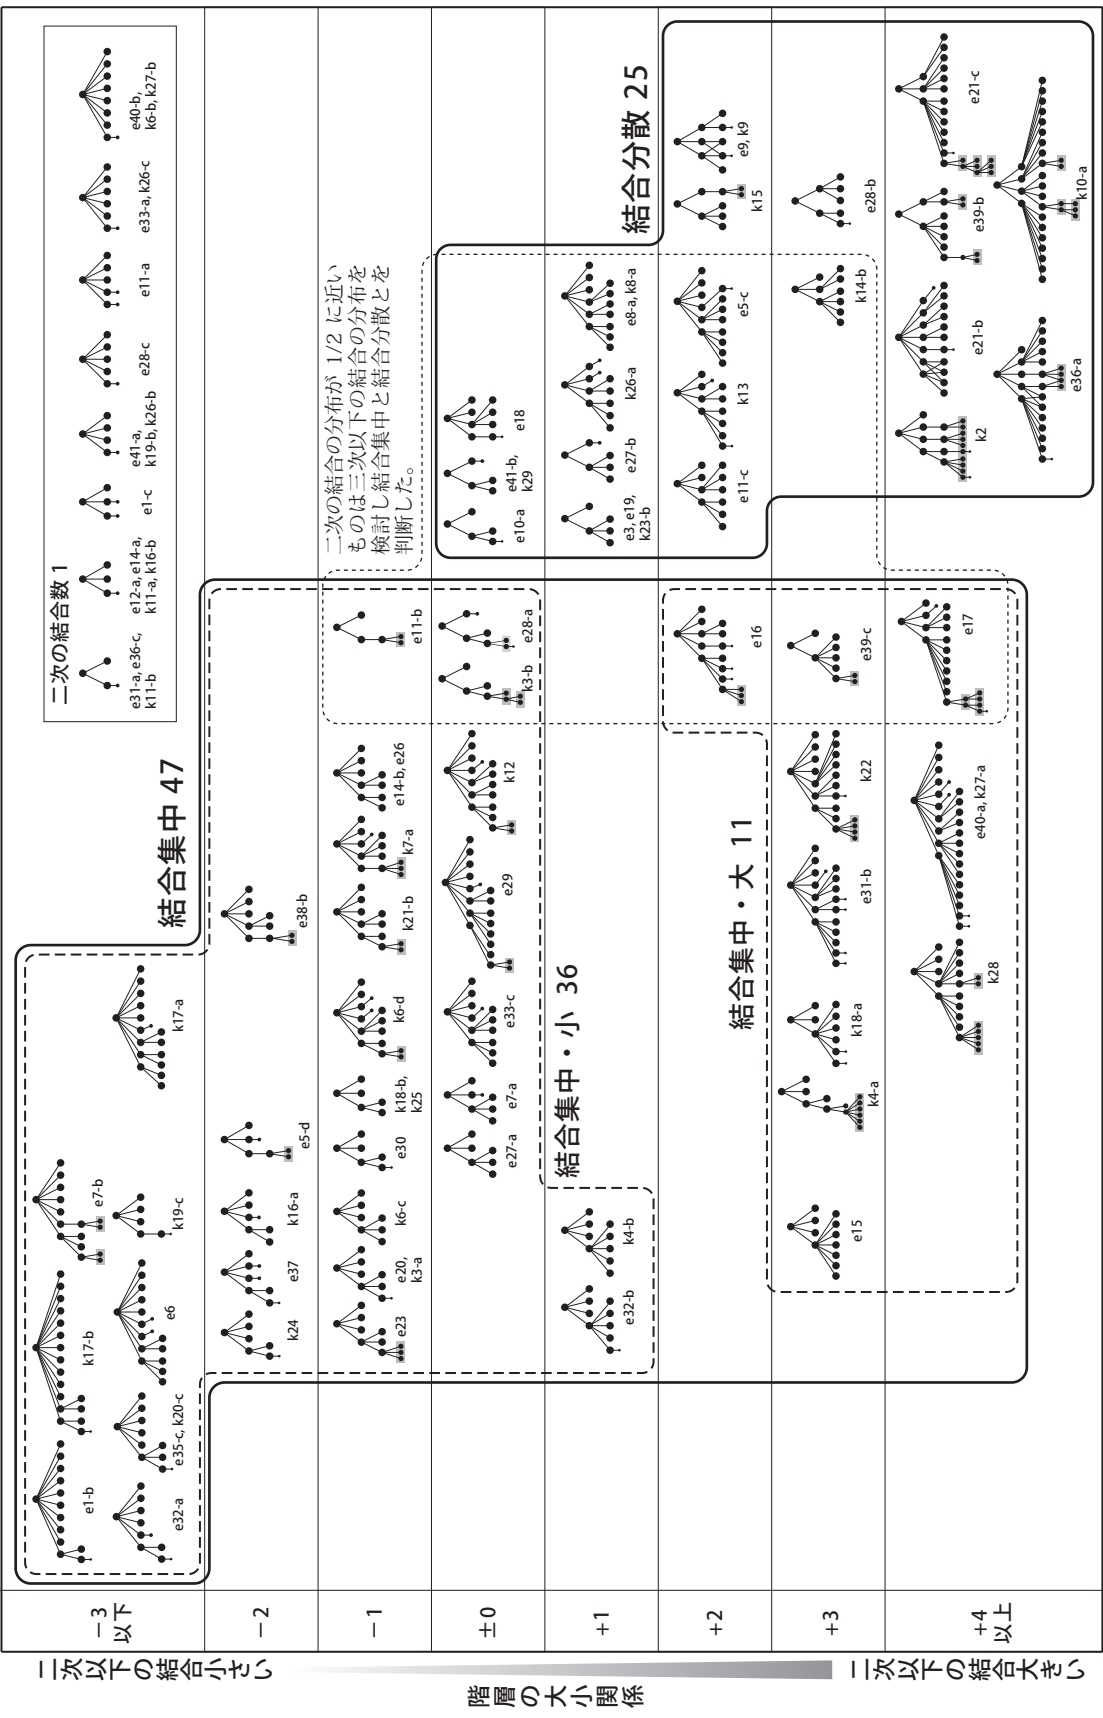 二次以下の結合小さい
階層の大小関係
二次以下の結合大きい
－3
以下
－2
－1
±0
+1
+2
+3
+4
以上
二次の結合数 1
e31-a, e36-c,
k11-b
e12-a, e14-a,
k11-a, k16-b
e1-c
e41-a,
k19-b, k26-b
e28-c
e11-a
e33-a, k26-c
e40-b,
k6-b, k27-b
結合集中 47
e1-b
k17-b
e7-b
e32-a
e35-c, k20-c
e6
k19-c
k17-a
k24
e37
k16-a
e5-d
e38-b
e23
e20,
k3-a
k6-c
e30
k18-b,
k25
k6-d
k21-b
k7-a
e14-b, e26
e11-b
二次の結合の分布が 1/2 に近い
ものは三次以下の結合の分布を
検討し結合集中と結合分散とを
判断した。
e27-a
e7-a
e33-c
e29
k12
k3-b
e28-a
e10-a
e41-b,
k29
e18
結合集中・小 36
e32-b
k4-b
e3, e19,
k23-b
e27-b
k26-a
e8-a, k8-a
結合分散 25
結合集中・大 11
e16
e11-c
k13
e5-c
k15
e9, k9
e15
k4-a
k18-a
e31-b
k22
e39-c
k14-b
e28-b
k28
e40-a, k27-a
e17
k2
e21-b
e39-b
e21-c
e36-a
k10-a